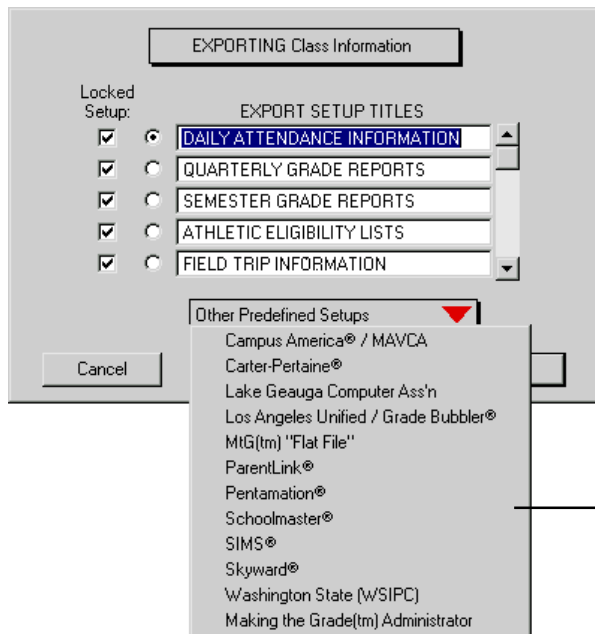 EXPORTING Class Information
Locked
Setup:
EXPORT SETUP TITLES
DAILY ATTENDANCE INFORMATION
QUARTERLY GRADE REPORTS
SEMESTER GRADE REPORTS
ATHLETIC ELIGIBILITY LISTS
FIELD TRIP INFORMATION
Other Predefined Setups
Cancel
Campus America® / MAVCA
Carter-Pertaine®
Lake Geauga Computer Ass'n
Los Angeles Unified / Grade Bubbler®
MtG(tm) "Flat File"
ParentLink®
Pentamation®
Schoolmaster®
SIMS®
Skyward®
Washington State (WSIPC)
Making the Grade(tm) Administrator